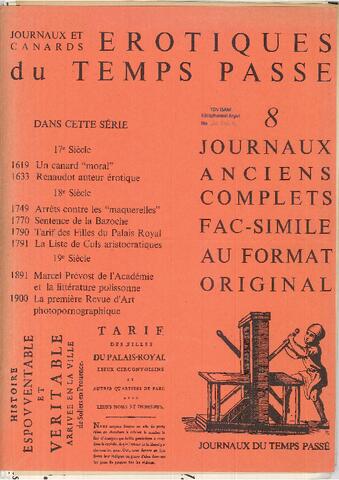 JOURNAUX ET
CANARDS
EROTIQUES
du TEMPS PASSE
DANS CETTE SÉRIE
17e Siècle
1619 Un canard "moral"
1633 Renaudot auteur érotique
18e Siècle
1749 Arrêts contre les "maquerelles"
1770 Sentence de la Bazoche
1790 Tarif des Filles du Palais Royal
1791 La Liste de Culs aristocratiques
19e Siècle
1891 Marcel Prévost de l'Académie
et la littérature polissonne
1900 La première Revue d'Art
photopornographique
8
JOURNAUX
ANCIENS
COMPLETS
FAC-SIMILE
AU FORMAT
ORIGINAL
HISTOIRE
ESPOVVENTABLE
ET
VERITABLE
ARRIVEE EN LA VILLE
de Soliers en Prouence.
TARIF
DES FILLES
DU PALAIS-ROYAL
LIEUX CIRCONVOISINS
ET
AUTRES QUARTIERS DE PARIS
AVEC
LEURS NOMS ET DEMEURES.
JOURNAUX DU TEMPS PASSÉ